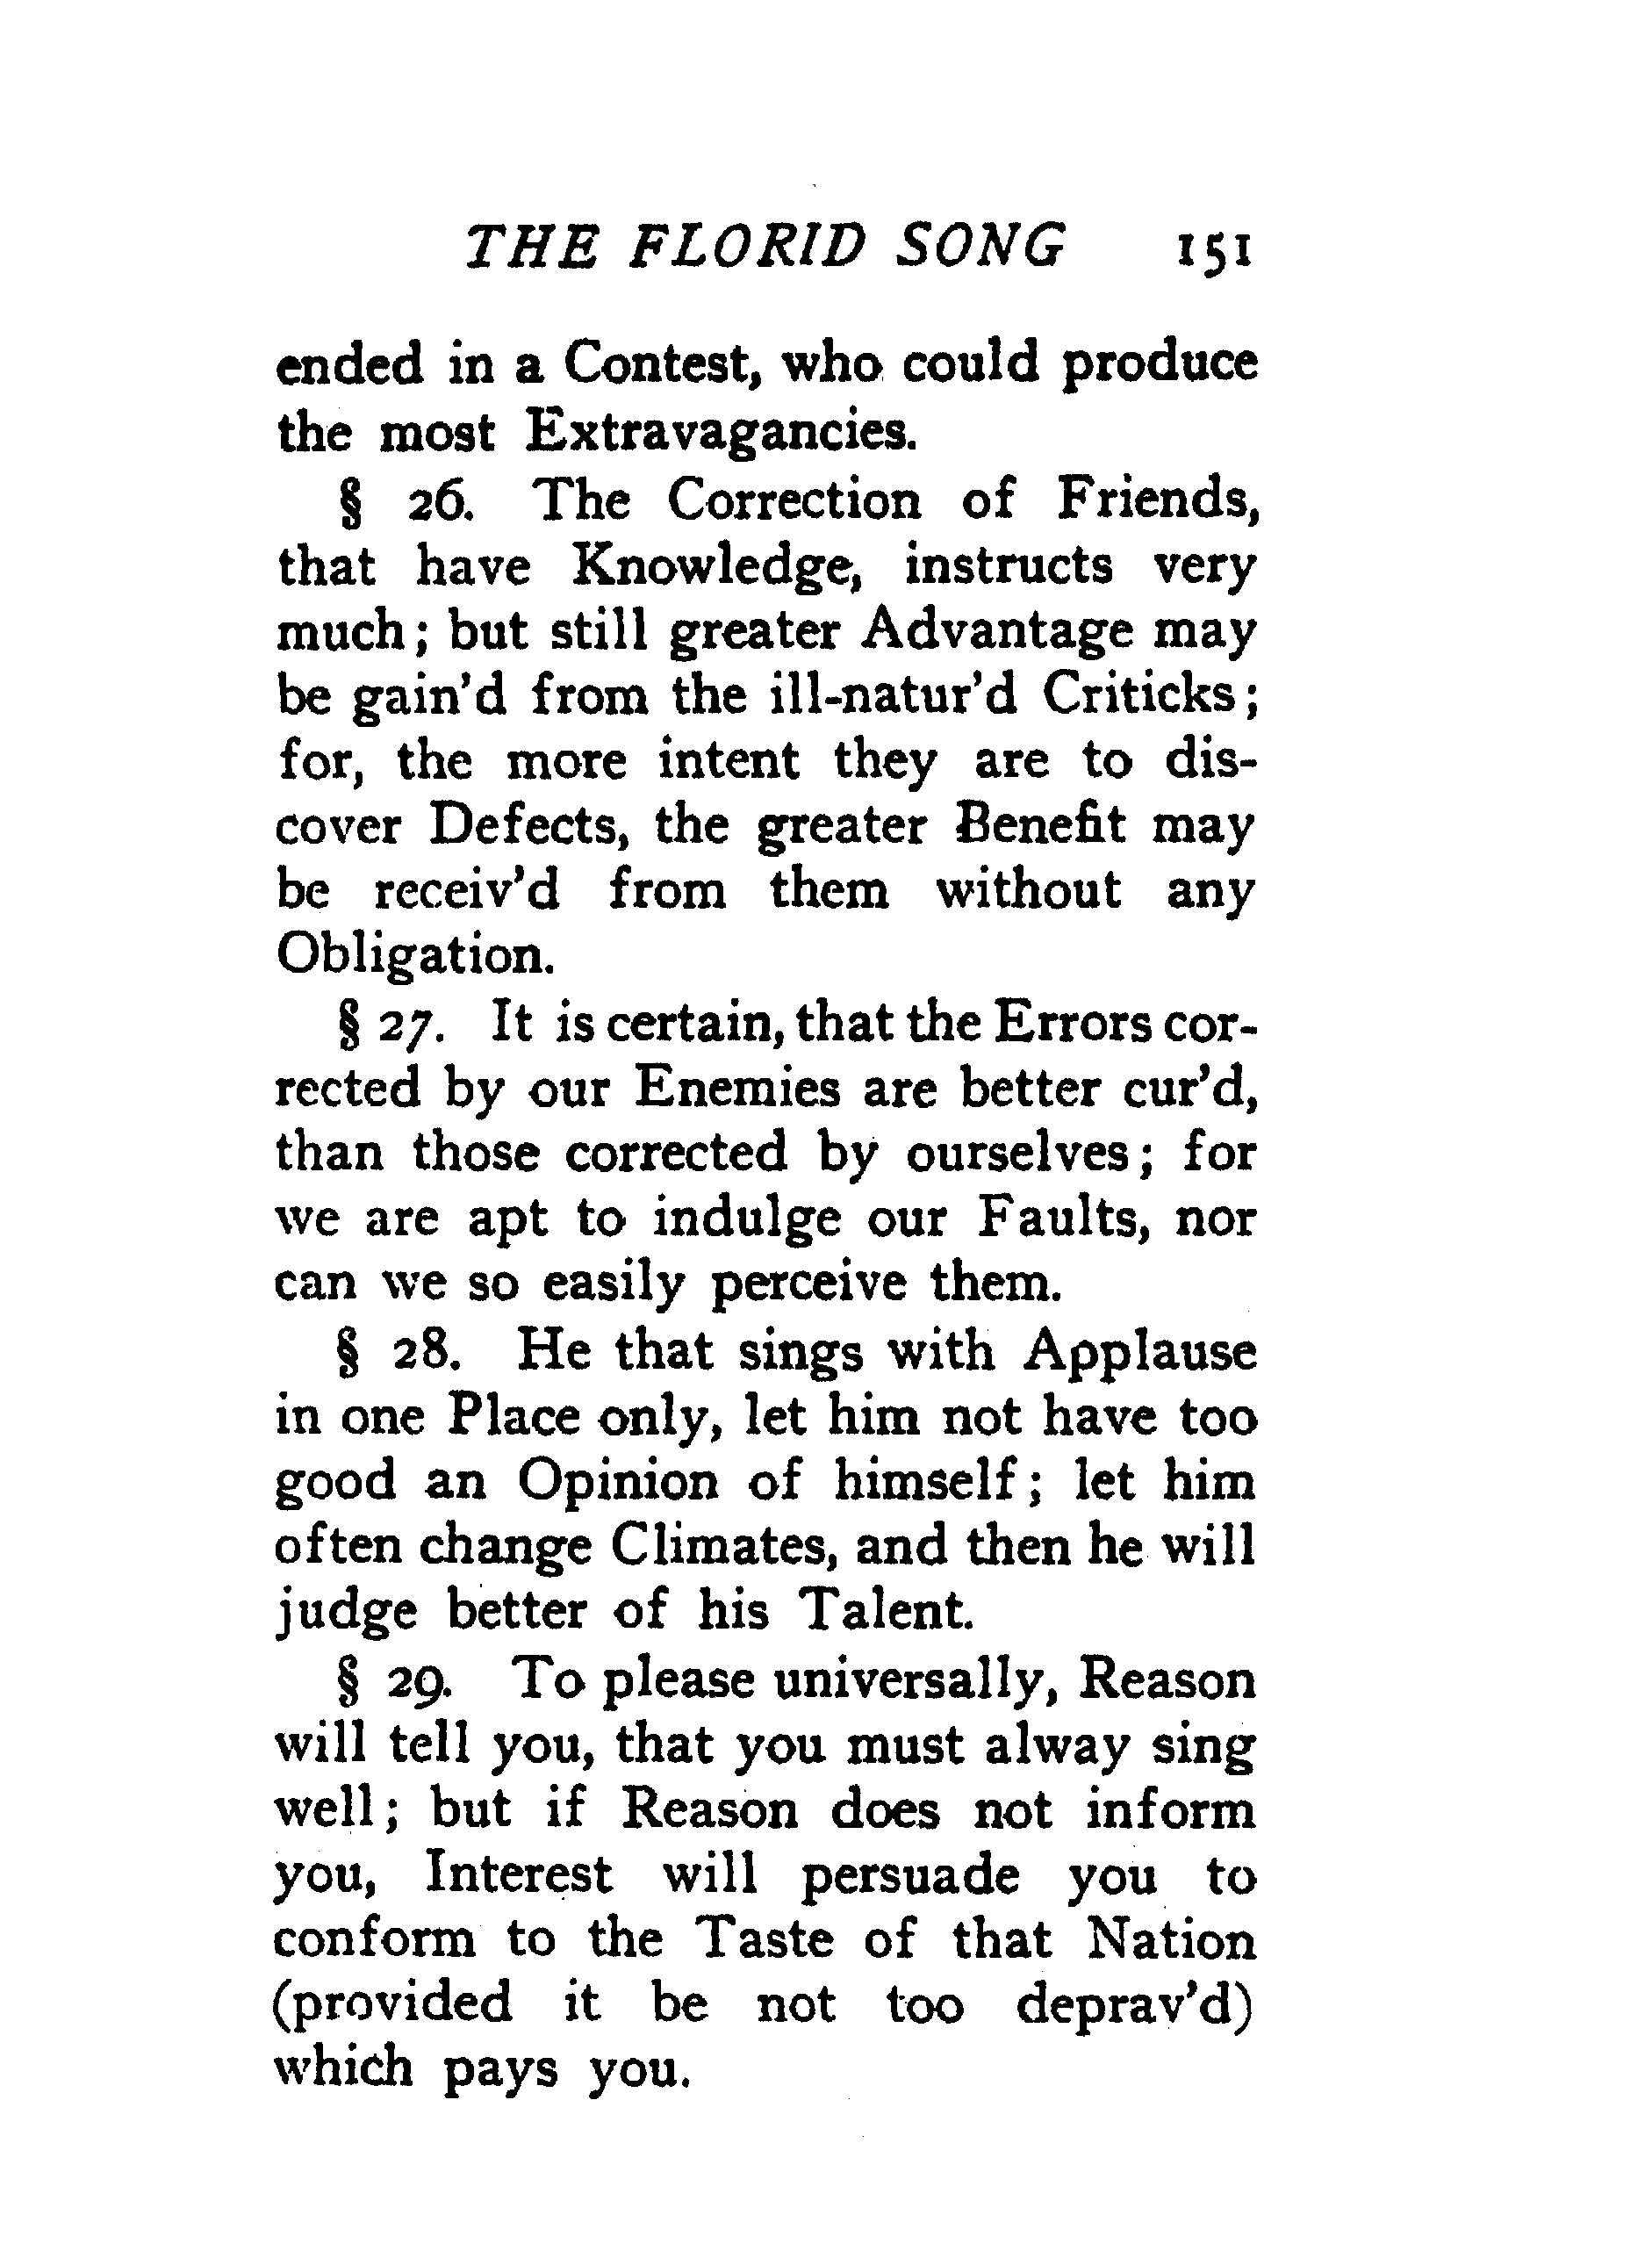 THE FLORID SONG 151
ended in a Contest, who could produce
the most Extravagancies.
§ 26. The Correction of Friends,
that have Knowledge, instructs very
much; but still greater Advantage may
be gain'd from the ill-natur'd Criticks;
for, the more intent they are to dis-
cover Defects, the greater Benefit may
be receiv'd from them without any
Obligation.
§ 27. It is certain, that the Errors cor-
rected by our Enemies are better cur'd,
than those corrected by ourselves; for
we are apt to indulge our Faults, nor
can we so easily perceive them.
§ 28. He that sings with Applause
in one Place only, let him not have too
good an Opinion of himself; let him
often change Climates, and then he will
judge better of his Talent.
§ 29. To please universally, Reason
will tell you, that you must alway sing
well; but if Reason does not inform
you, Interest will persuade you to
conform to the Taste of that Nation
(provided it be not too deprav'd)
which pays you.